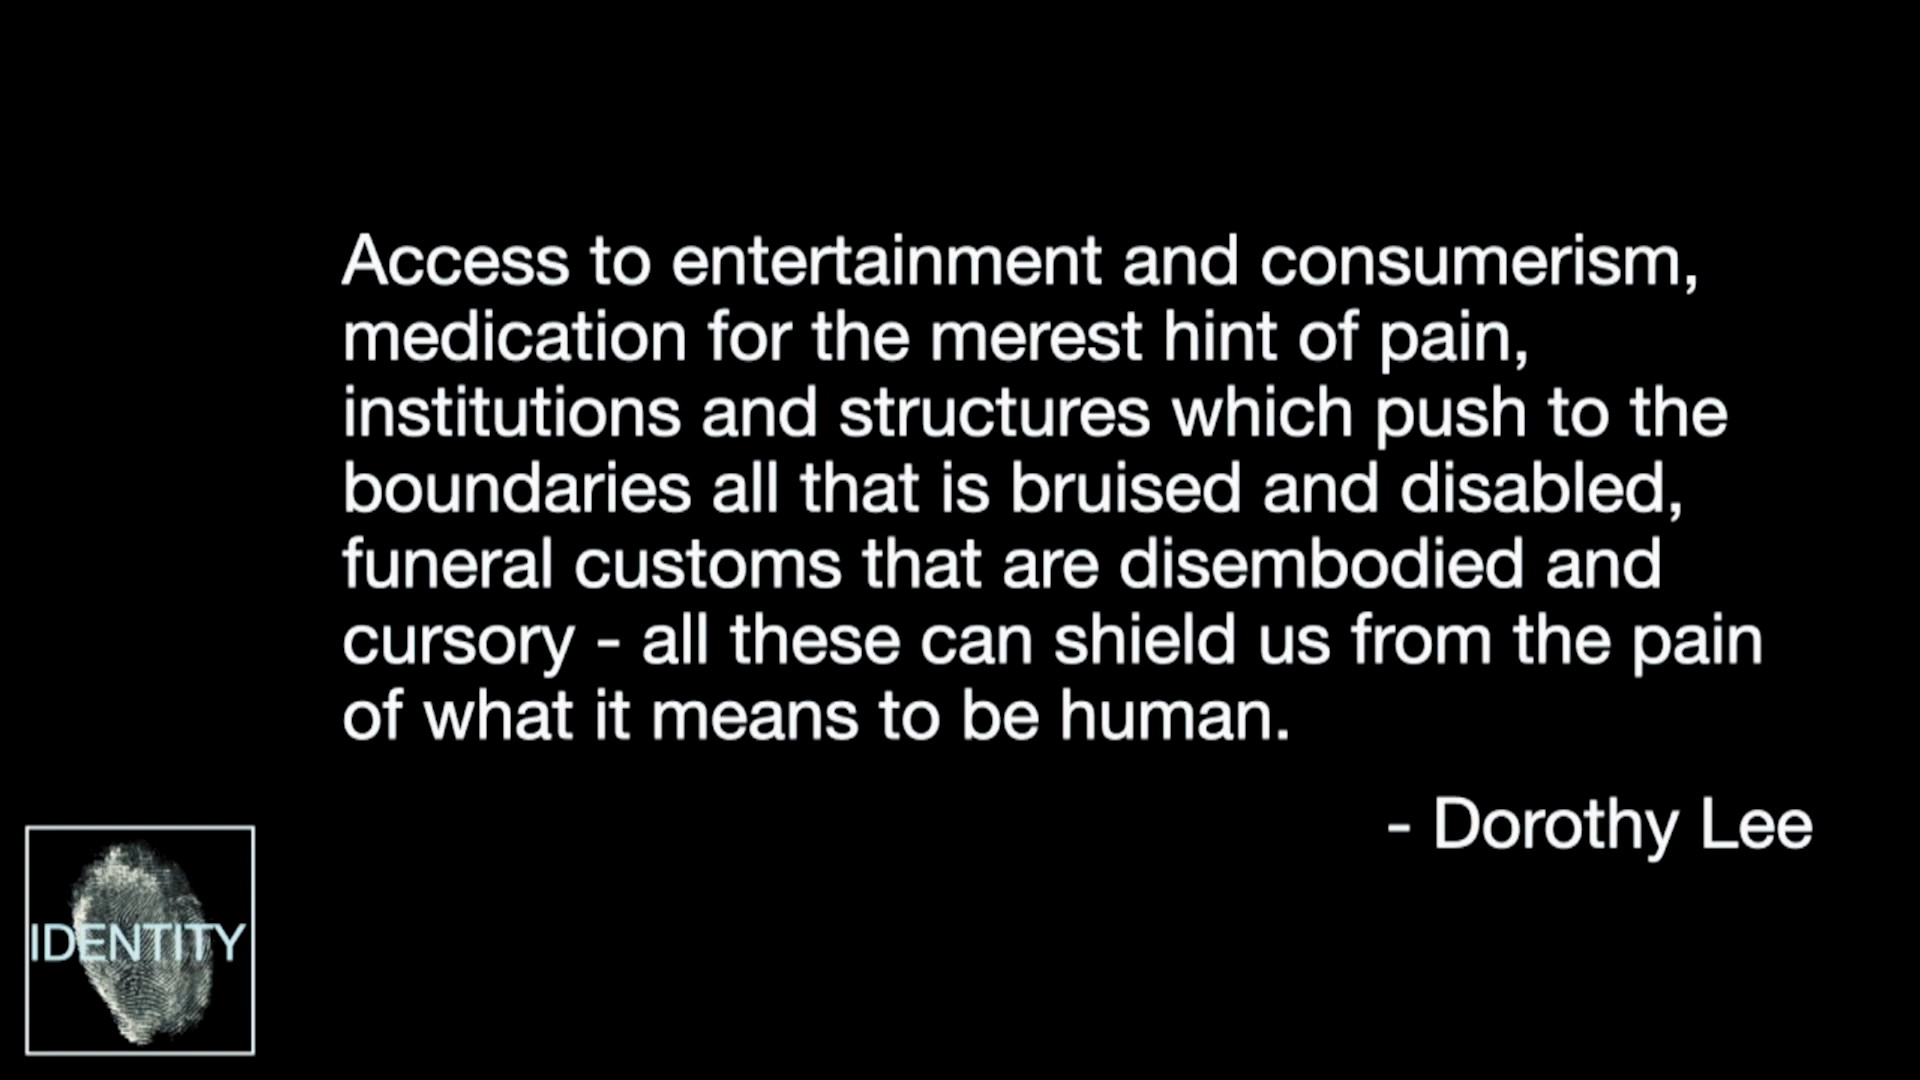 Access to entertainment and consumerism,
medication for the merest hint of pain,
institutions and structures which push to the
boundaries all that is bruised and disabled,
funeral customs that are disembodied and
cursory - all these can shield us from the pain
of what it means to be human.
- Dorothy Lee
IDENTITY